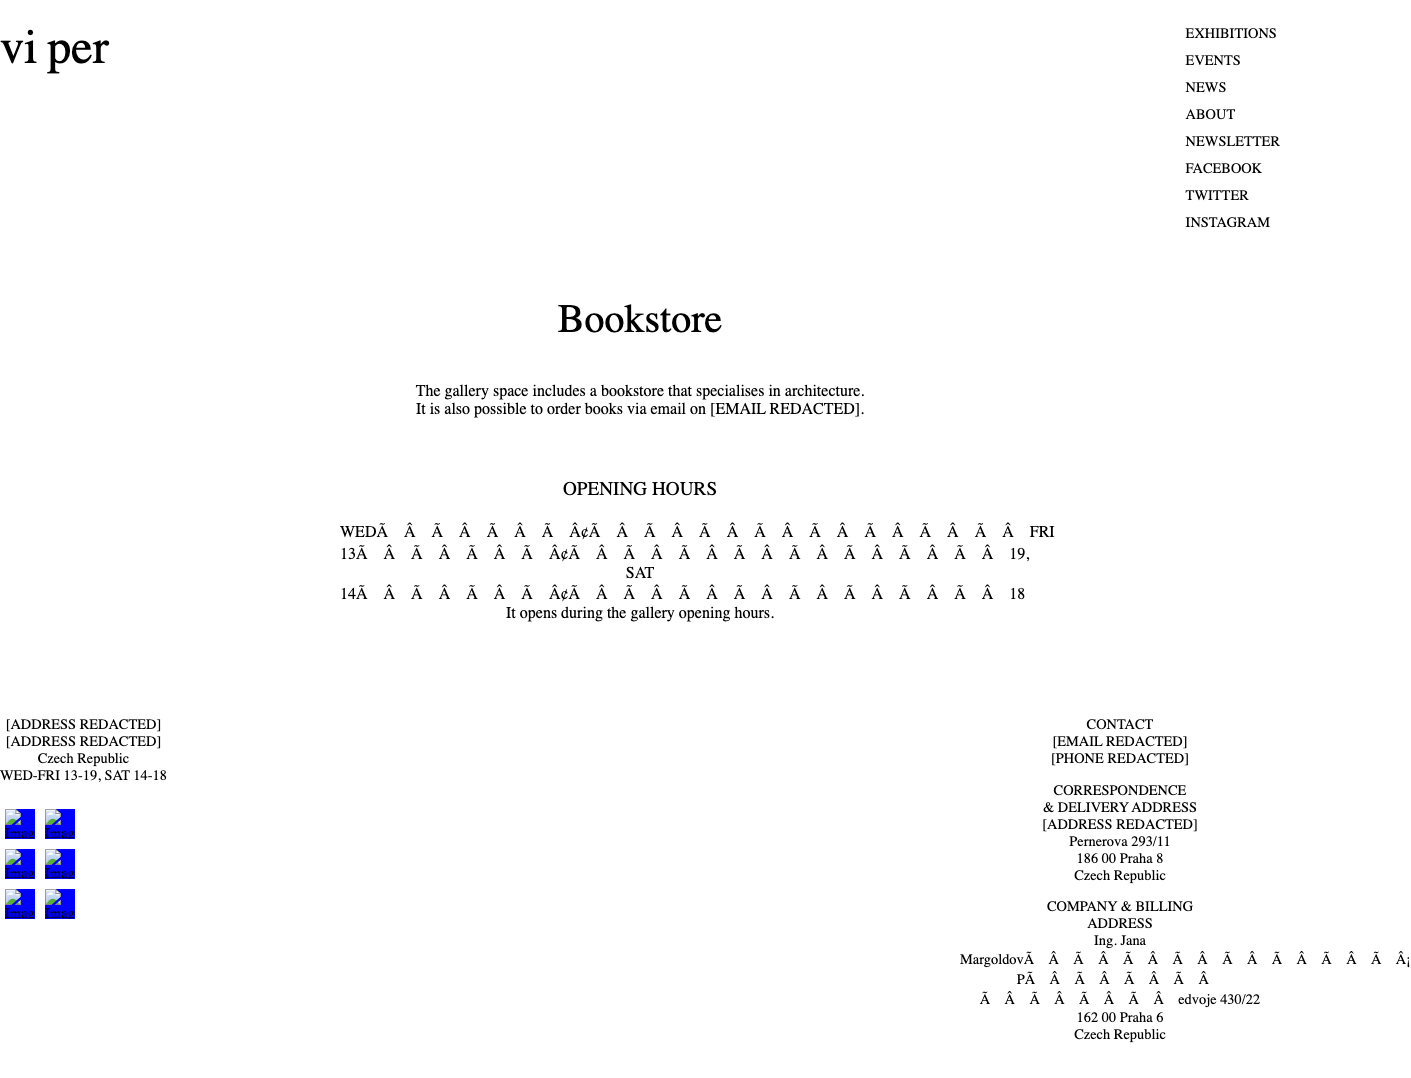 vi per
EXHIBITIONS
EVENTS
NEWS
ABOUT
NEWSLETTER
FACEBOOK
TWITTER
INSTAGRAM
Bookstore
The gallery space includes a bookstore that specialises in architecture.
It is also possible to order books via email on [EMAIL REDACTED].
OPENING HOURS
WEDÃ Â Ã Â Ã Â Ã Â¢Ã Â Ã Â Ã Â Ã Â Ã Â Ã Â Ã Â Ã Â FRI
13Ã Â Ã Â Ã Â Ã Â¢Ã Â Ã Â Ã Â Ã Â Ã Â Ã Â Ã Â Ã Â 19,
SAT
14Ã Â Ã Â Ã Â Ã Â¢Ã Â Ã Â Ã Â Ã Â Ã Â Ã Â Ã Â Ã Â 18
It opens during the gallery opening hours.
[ADDRESS REDACTED]
[ADDRESS REDACTED]
Czech Republic
WED-FRI 13-19, SAT 14-18
CONTACT
[EMAIL REDACTED]
[PHONE REDACTED]
CORRESPONDENCE
& DELIVERY ADDRESS
[ADDRESS REDACTED]
Pernerova 293/11
186 00 Praha 8
Czech Republic
COMPANY & BILLING
ADDRESS
Ing. Jana
MargoldovÃ Â Ã Â Ã Â Ã Â Ã Â Ã Â Ã Â Ã Â¡
PÃ Â Ã Â Ã Â Ã Â
Ã Â Ã Â Ã Â Ã Â edvoje 430/22
162 00 Praha 6
Czech Republic